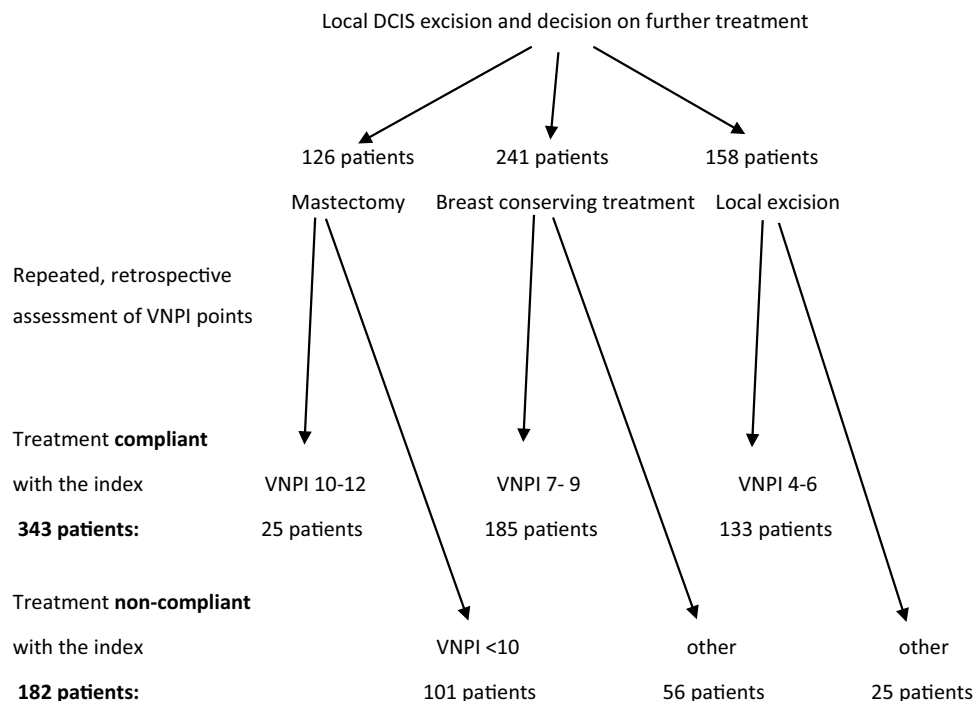 Local DCIS excision and decision on further treatment
126 patients 241 patients 158 patients
Mastectomy Breast conserving treatment Local excision
Repeated, retrospective
assessment of VNPI points
Treatment compliant
with the index VNPI 10-12 VNPI 7- 9 VNPI 4-6
343 patients: 25 patients 185 patients 133 patients
Treatment non-compliant
with the index VNPI <10 other other
182 patients: 101 patients 56 patients 25 patients